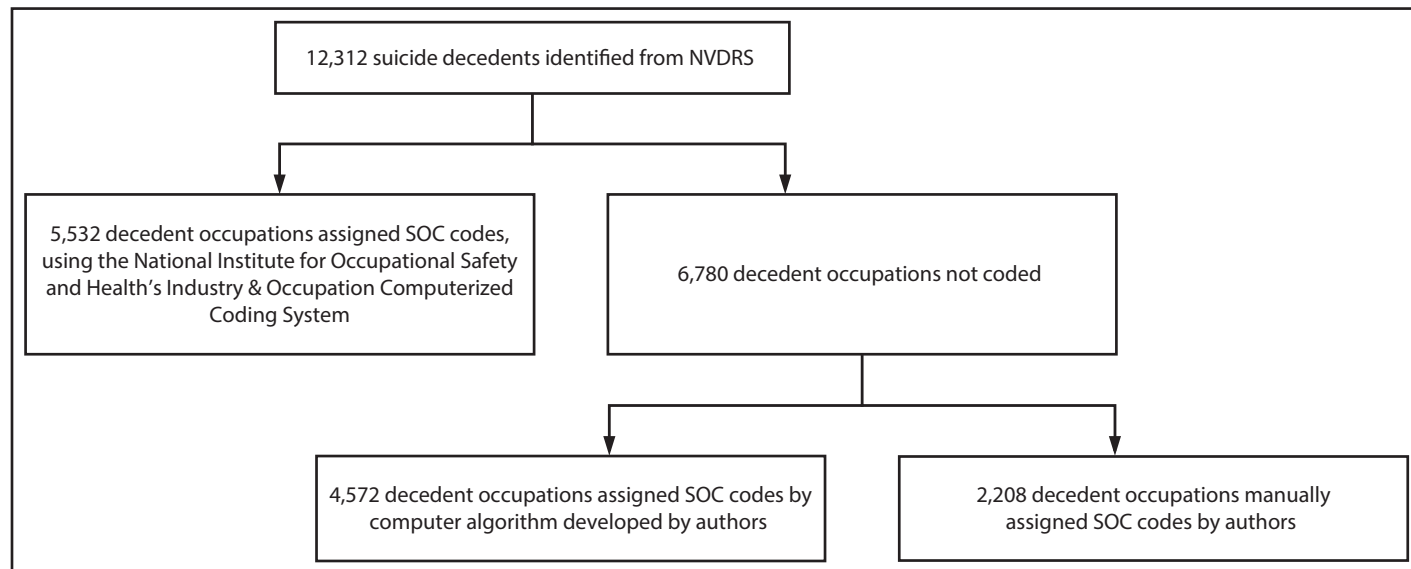 12,312 suicide decedents identified from NVDRS
5,532 decedent occupations assigned SOC codes,
using the National Institute for Occupational Safety
and Health’s Industry & Occupation Computerized
Coding System
6,780 decedent occupations not coded
4,572 decedent occupations assigned SOC codes by
computer algorithm developed by authors
2,208 decedent occupations manually
assigned SOC codes by authors